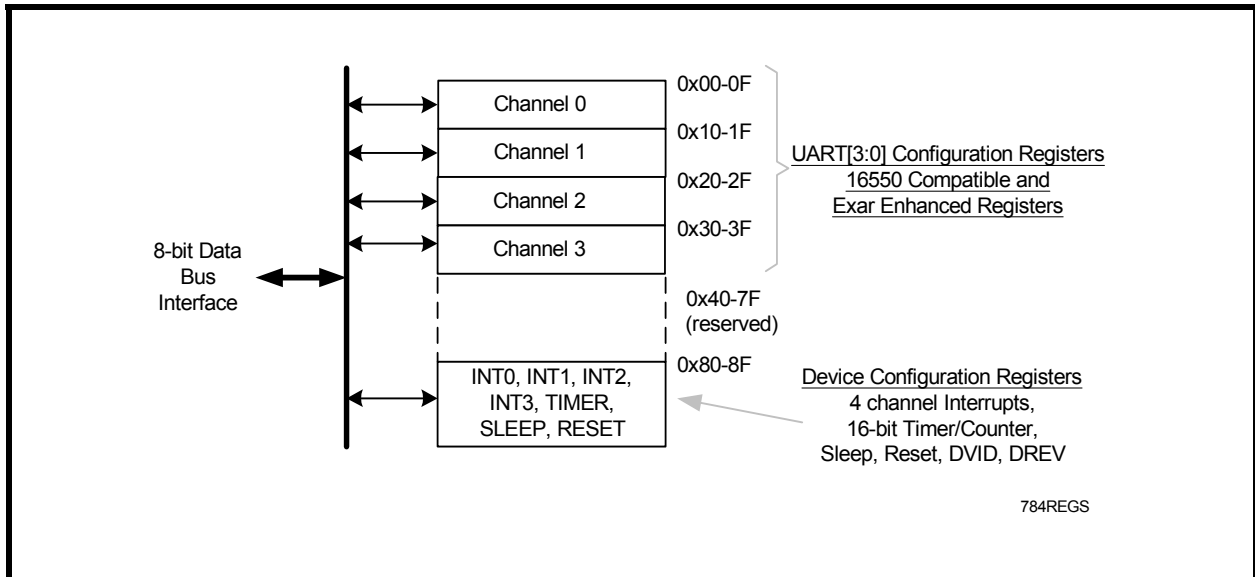 0x00-0F
Channel 0
0x10-1F
Channel 1
0x20-2F
Channel 2
0x30-3F
Channel 3
UART[3:0] Configuration Registers
16550 Compatible and
Exar Enhanced Registers
8-bit Data
Bus
Interface
0x40-7F
(reserved)
0x80-8F
INT0, INT1, INT2,
INT3, TIMER,
SLEEP, RESET
Device Configuration Registers
4 channel Interrupts,
16-bit Timer/Counter,
Sleep, Reset, DVID, DREV
784REGS